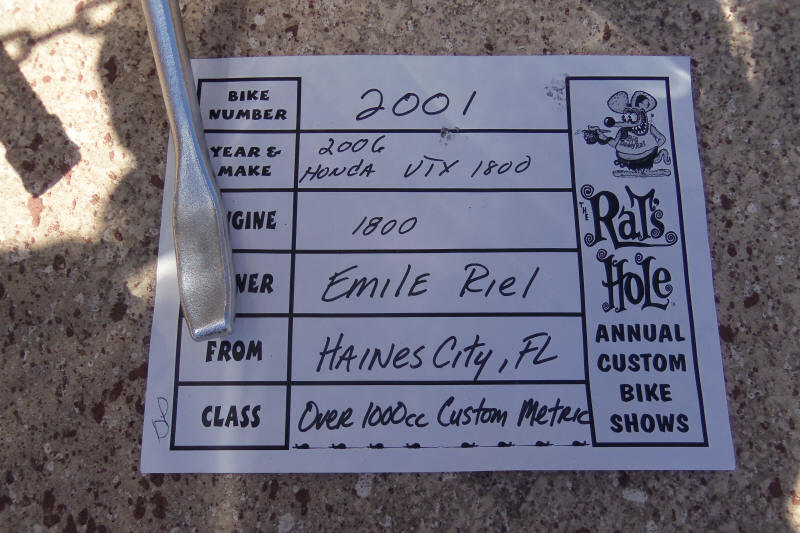 BIKE
NUMBER
2001
YEAR &
MAKE
2006
HONDA VTX 1800
GINE
1800
NER
EmilE Riel
FROM
HAINES City, FL
CLASS
Over 1000cc Custom Metric
THE
RAT'S
HOLE
ANNUAL
CUSTOM
BIKE
SHOWS